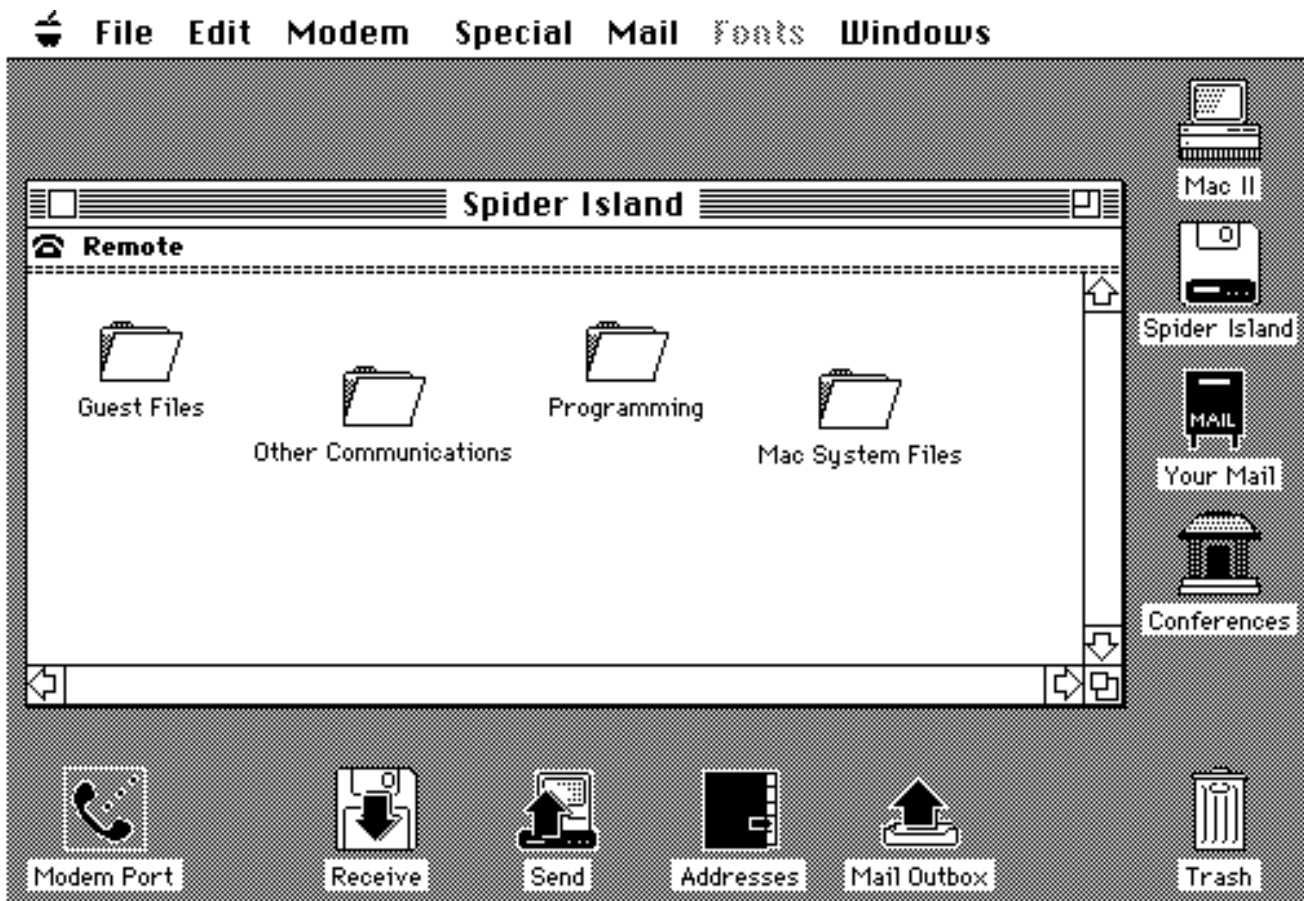 File Edit Modem Special Mail Fonts Windows
Mac II
Spider Island
Remote
Spider Island
Guest Files
Programming
Other Communications
Mac System Files
MAIL
Your Mail
Conferences
Modem Port
Receive
Send
Addresses
Mail Outbox
Trash